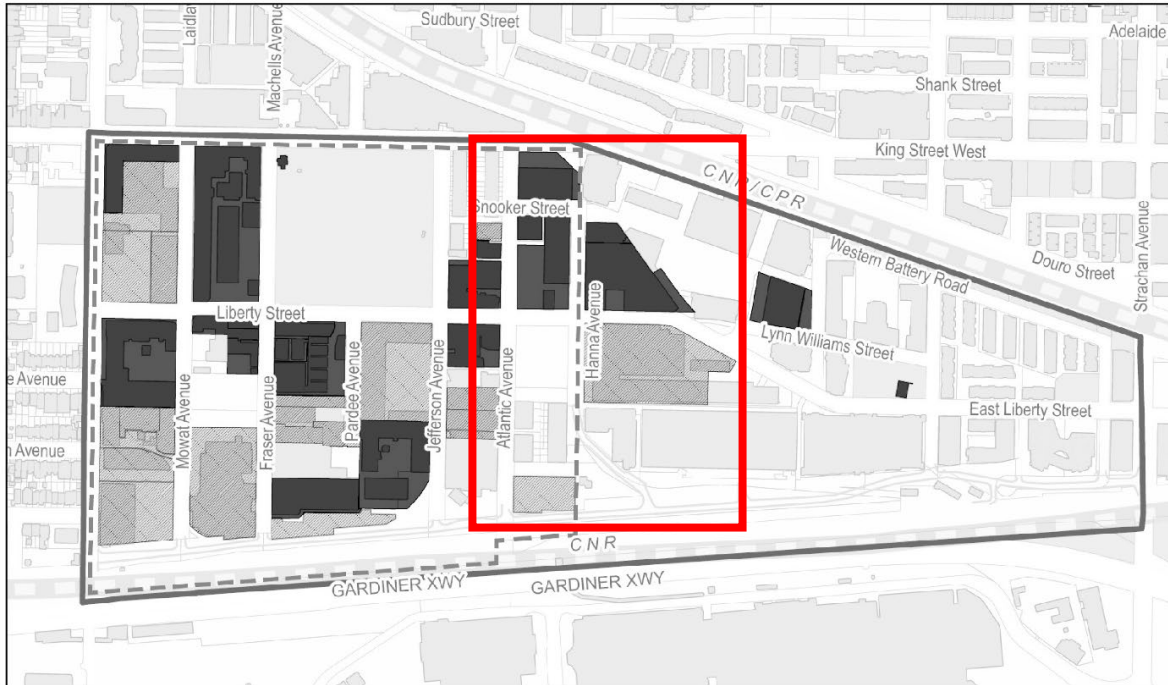 Sudbury Street
Adelaide
Machells Avenue
Shank Street
King Street West
CNR/CPR
Snooker Street
Strachan Avenue
Douro Street
Western Battery Road
Liberty Street
Hanna Avenue
Lynn Williams Street
e Avenue
East Liberty Street
Mowat Avenue
Fraser Avenue
Pardee Avenue
Jefferson Avenue
Atlantic Avenue
n Avenue
CNR
GARDINER XWY
GARDINER XWY